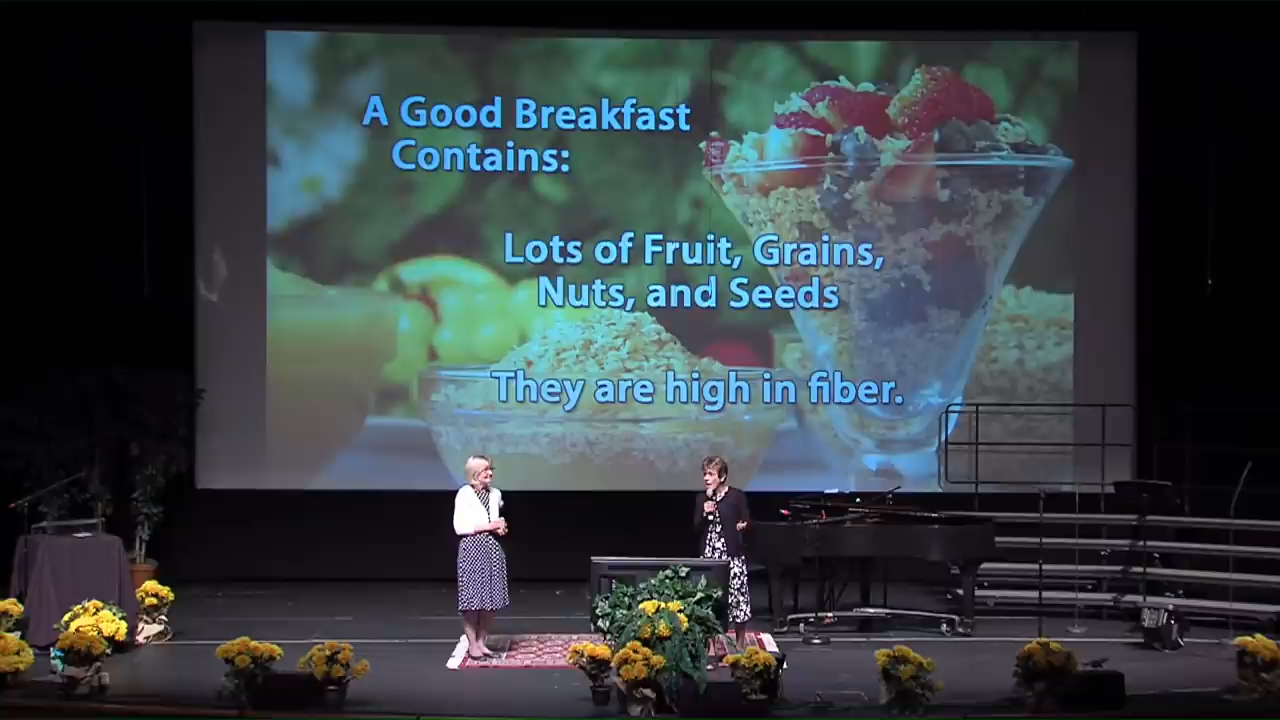 A Good Breakfast
Contains:
Lots of Fruit, Grains,
Nuts, and Seeds
They are high in fiber.